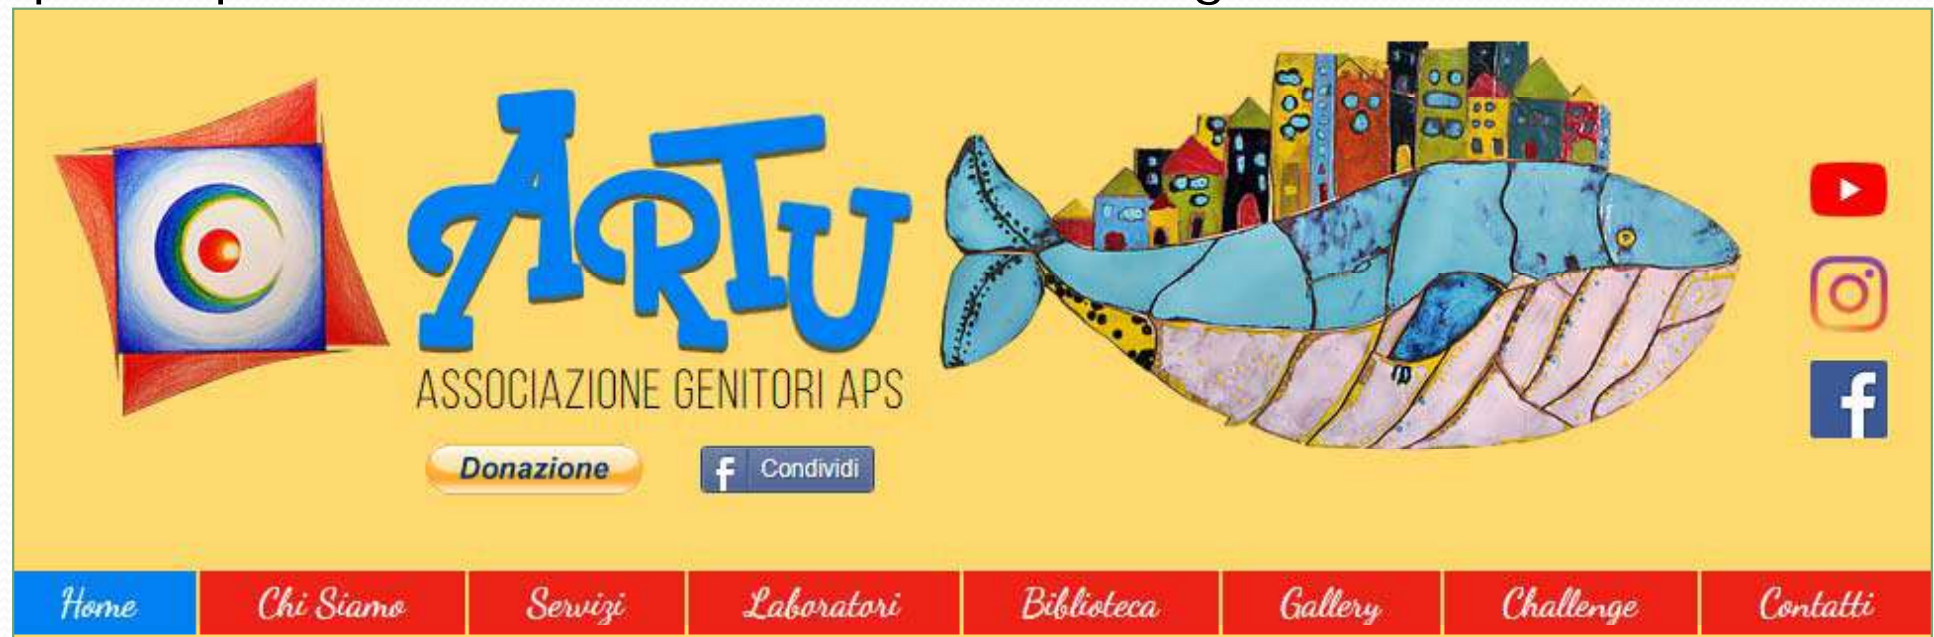 ARTU
ASSOCIAZIONE GENITORI APS
Donazione
f Condividi
f
Home Chi Siamo Servizi Laboratori Biblioteca Gallery Challenge Contatti